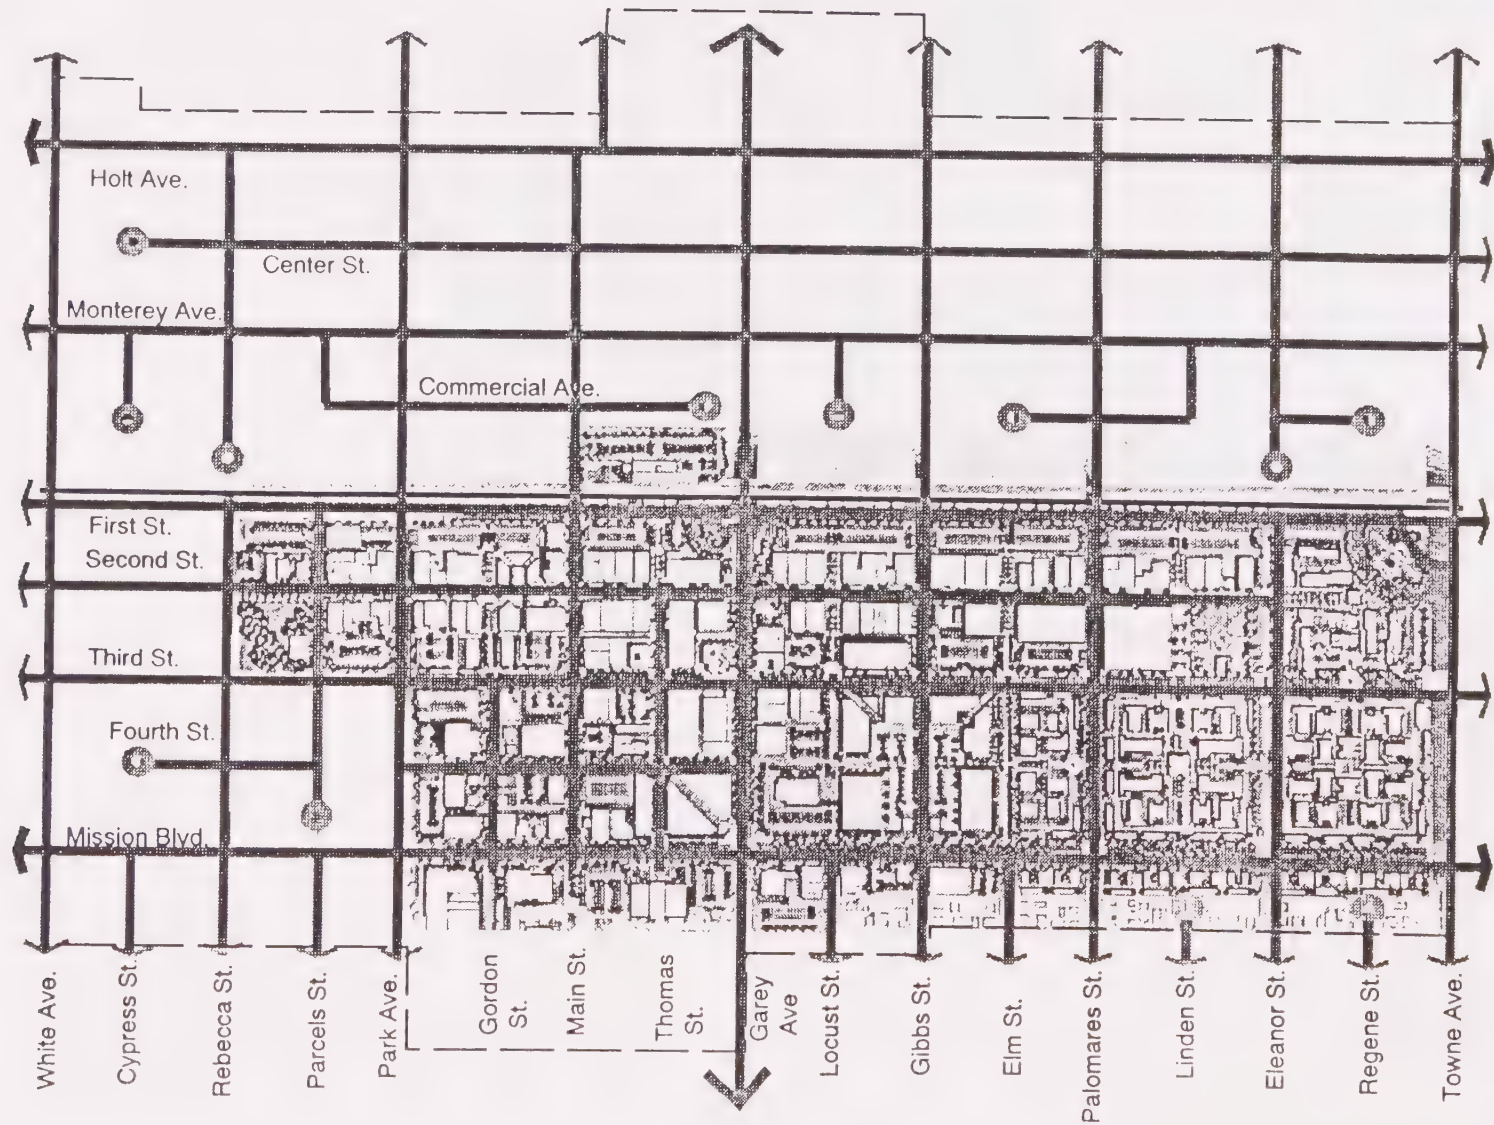 Holt Ave.
Center St.
Monterey Ave.
Commercial Ave.
First St.
Second St.
Third St.
Fourth St.
Mission Blvd.
White Ave.
Cypress St.
Rebecca St.
Parcels St.
Park Ave.
Gordon
St.
Main St.
Thomas
St.
Garey
Ave
Locust St.
Gibbs St.
Elm St.
Palomares St.
Linden St.
Eleanor St.
Regene St.
Towne Ave.